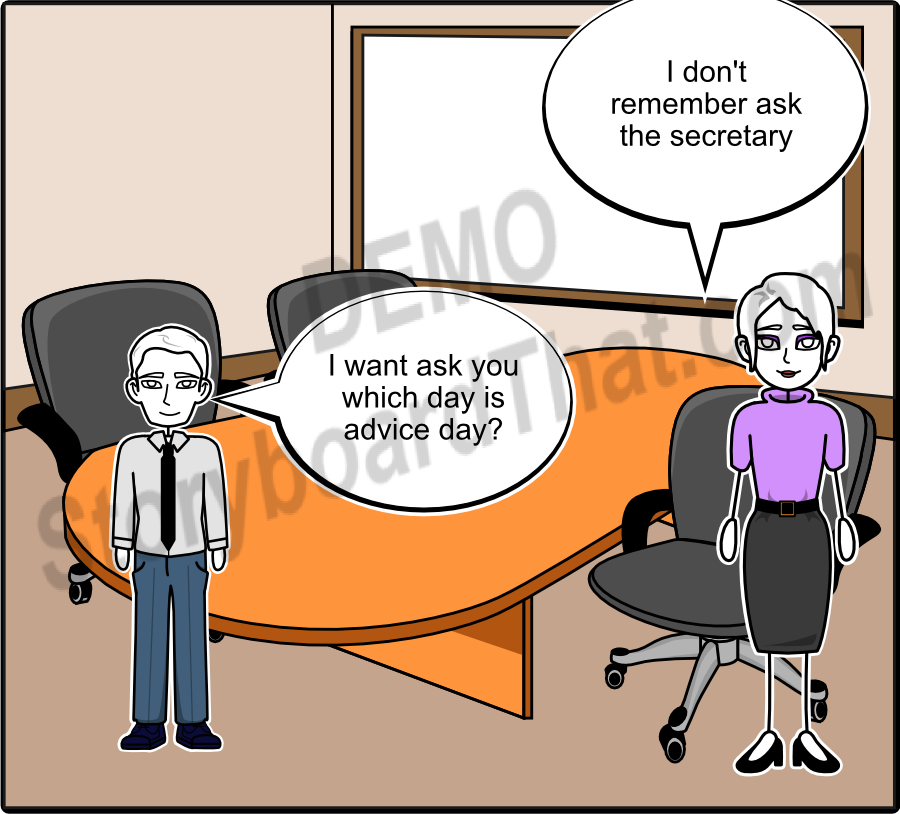 I don't
remember ask
the secretary
I want ask you
which day is
advice day?
DEMO
StoryboardThat.com